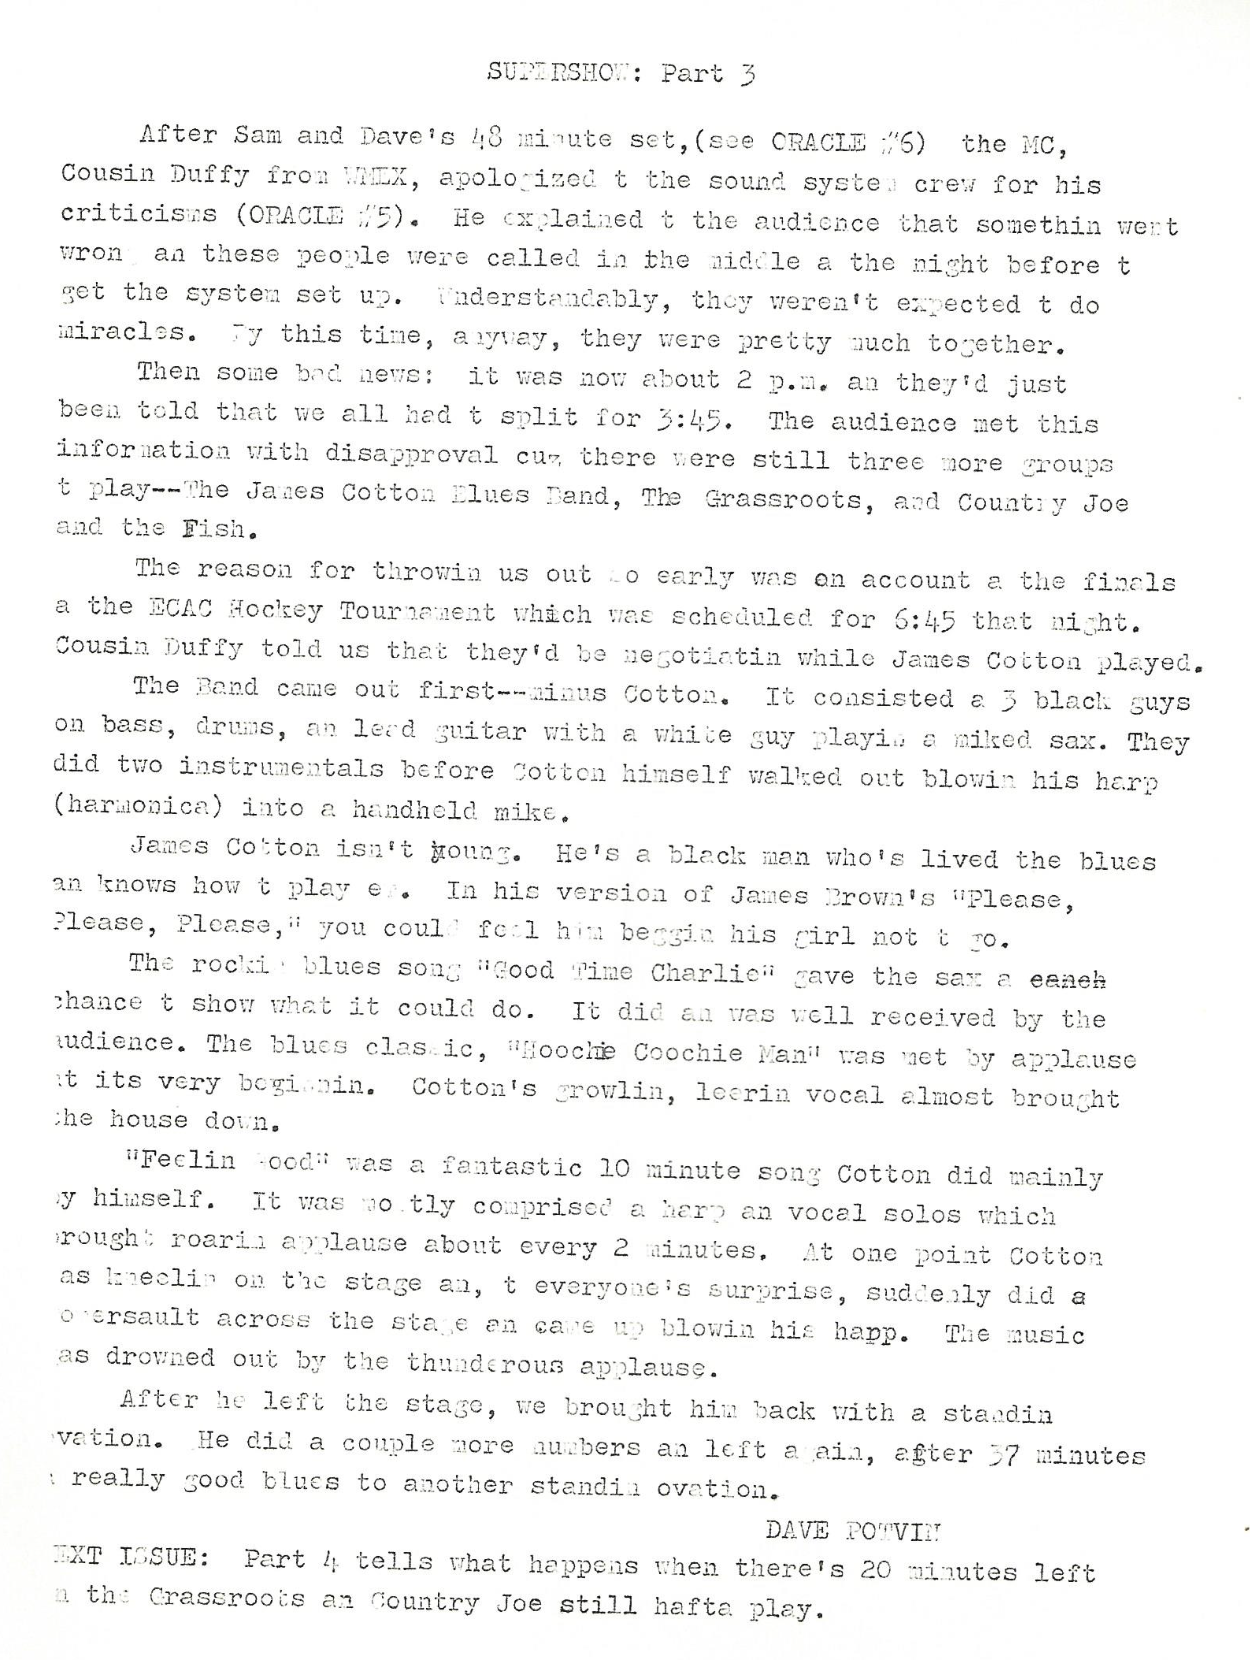 SUPERSHOW: Part 3
After Sam and Dave's 48 minute set,(see ORACLE #6) the MC,
Cousin Duffy from WMEX, apologized t the sound system crew for his
criticisms (ORACLE #5). He explained t the audience that somethin went
wron an these people were called in the middle a the night before t
get the system set up. Understandably, they weren't expected t do
miracles. By this time, anyway, they were pretty much together.
Then some bad news: it was now about 2 p.m. an they'd just
been told that we all had t split for 3:45. The audience met this
information with disapproval cuz there were still three more groups
t play--The James Cotton Blues Band, The Grassroots, and Country Joe
and the Fish.
The reason for throwin us out so early was on account a the finals
a the ECAC Hockey Tournament which was scheduled for 6:45 that night.
Cousin Duffy told us that they'd be negotiatin while James Cotton played.
The Band came out first--minus Cotton. It consisted a 3 black guys
on bass, drums, an lead guitar with a white guy playin a miked sax. They
did two instrumentals before Cotton himself walked out blowin his harp
(harmonica) into a handheld mike.
James Cotton isn't young. He's a black man who's lived the blues
an knows how t play em. In his version of James Brown's "Please,
Please, Please," you could feel him beggin his girl not t go.
The rockin blues song "Good Time Charlie" gave the sax a eaneh
chance t show what it could do. It did an was well received by the
audience. The blues classic, "Hoochie Coochie Man" was met by applause
at its very beginnin. Cotton's growlin, leerin vocal almost brought
the house down.
"Feelin Good" was a fantastic 10 minute song Cotton did mainly
y himself. It was mostly comprised a harp an vocal solos which
brought roarin applause about every 2 minutes. At one point Cotton
as kneelin on the stage an, t everyone's surprise, suddenly did a
omersault across the stage an came up blowin his happ. The music
as drowned out by the thunderous applause.
After he left the stage, we brought him back with a standin
ovation. He did a couple more numbers an left again, after 37 minutes
a really good blues to another standin ovation.
DAVE POTVIN
EXT ISSUE: Part 4 tells what happens when there's 20 minutes left
n the Grassroots an Country Joe still hafta play.